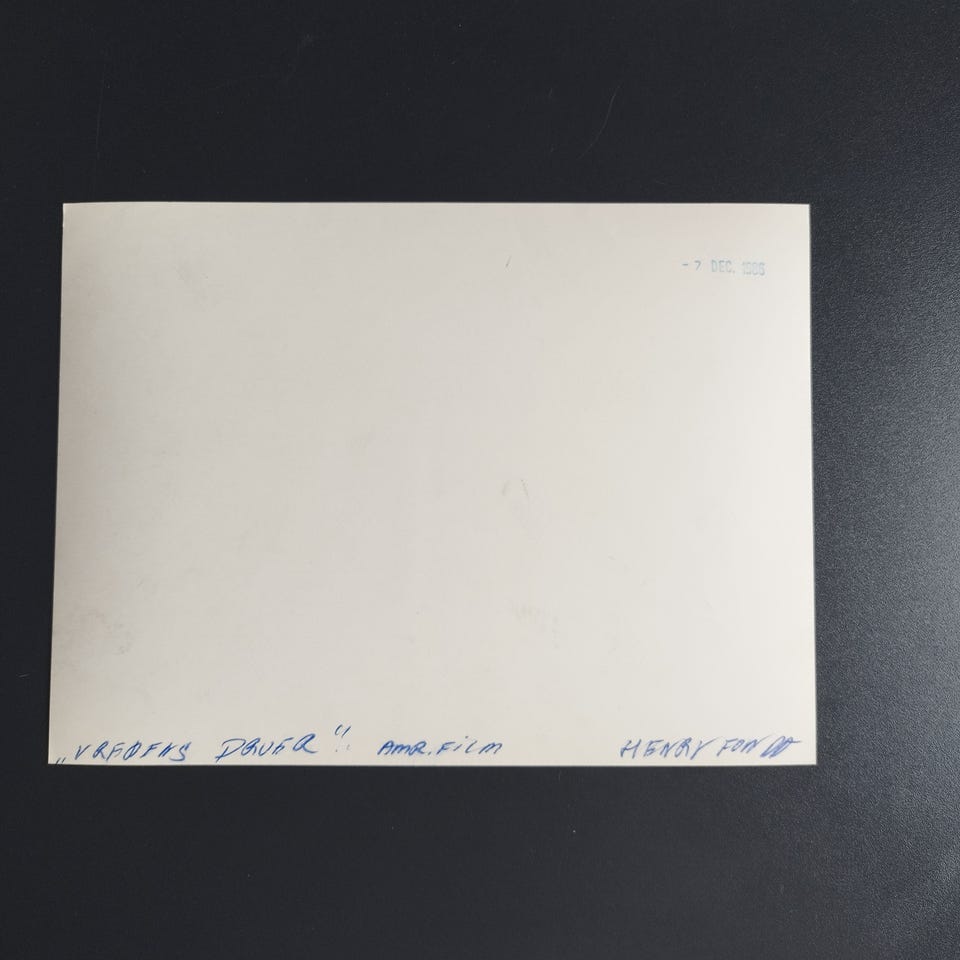 - 7 DEC. 1986
„VREDENS DRUER“. AMR. FILM HENRY FONDA